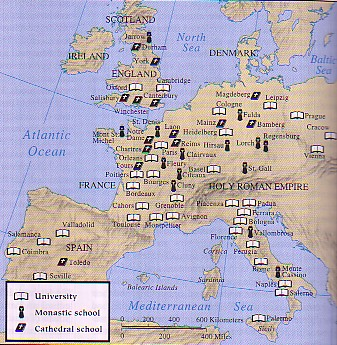 SCOTLAND
North
Sea
Jarrow
Durham
IRELAND
York
DENMARK
Baltic
Sea
ENGLAND
Cambridge
Oxford
Magdeburg
Leipzig
Salisbury
Canterbury
Winchester
Cologne
Fulda
Prague
Atlantic
Ocean
Mont St.
Michel
St. Denis
Notre
Dame
Laon
Mainz
Bamberg
Cracow
Heidelberg
Regensburg
Chartres
Reims
Paris
Hirsau
Lorch
Vienna
Orléans
Clairvaux
Tours
Fleury
Basel
St. Gall
Poitiers
Bourges
Cluny
FRANCE
HOLY ROMAN EMPIRE
Bordeaux
Cahors
Grenoble
Piacenza
Padua
Ferrara
Toulouse
Montpelier
Avignon
Bologna
Valladolid
Florence
Vallombrosa
Salamanca
Corsica
Perugia
Coimbra
SPAIN
Toledo
Rome
Monte
Cassino
Seville
Balearic Islands
Sardinia
Naples
Salerno
Mediterranean Sea
Palermo
Sicily
University
Monastic school
Cathedral school
0 200 400 600 Kilometers
0 200 400 Miles